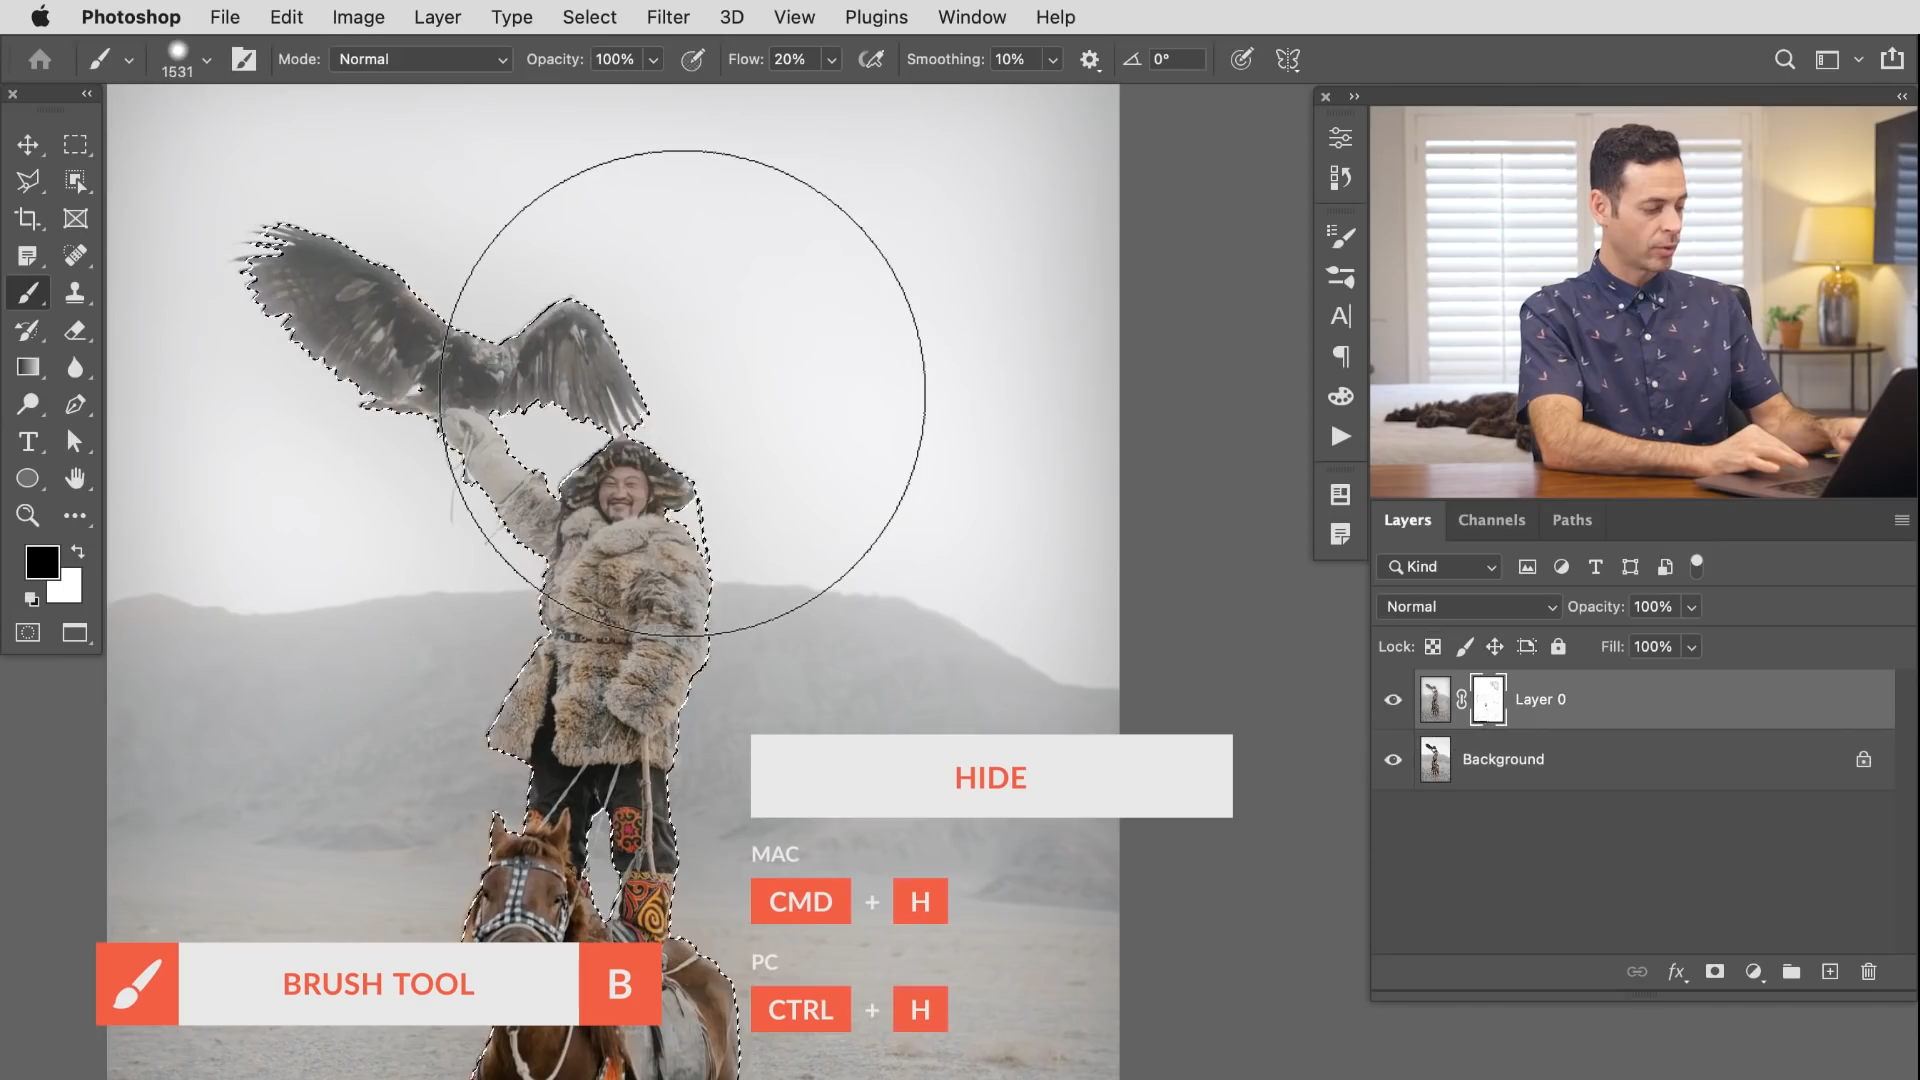 Photoshop File Edit Image Layer Type Select Filter 3D View Plugins Window Help
1531 Mode: Normal Opacity: 100% Flow: 20% Smoothing: 10% 0°
Layers Channels Paths
Kind
Normal Opacity: 100%
Lock: Fill: 100%
Layer 0
Background
fx
HIDE
MAC
CMD + H
PC
CTRL + H
BRUSH TOOL B